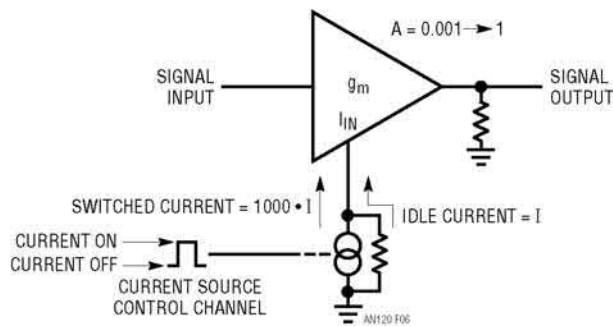 A = 0.001→1
SIGNAL
INPUT
gm
IIN
SIGNAL
OUTPUT
SWITCHED CURRENT = 1000 • I
IDLE CURRENT = I
CURRENT ON
CURRENT OFF
CURRENT SOURCE
CONTROL CHANNEL
AN120 F06